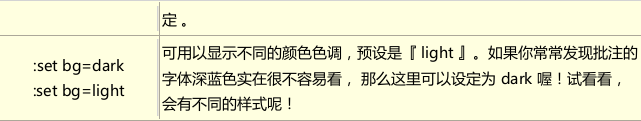 定 。
可用以显示不同的颜色色调，预设是『 light 』。如果你常常发现批注的
:set bg=dark
字体深蓝色实在很不容易看， 那么这里可以设定为 dark 喔！试看看，
:set bg=light
会有不同的样式呢！